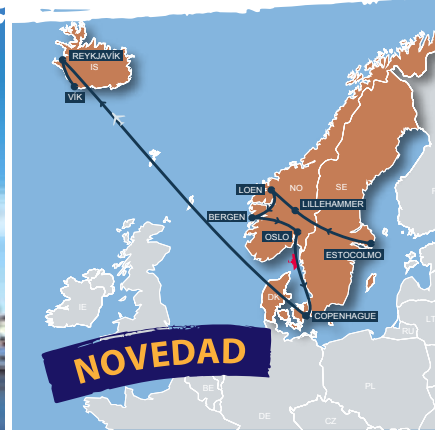 REYKJAVÍK
IS
VÍK
LOEN
NO
SE
LILLEHAMMER
BERGEN
OSLO
ESTOCOLMO
DK
COPENHAGUE
IE
LT
RU
NOVEDAD
BE
PL
DE
CZ